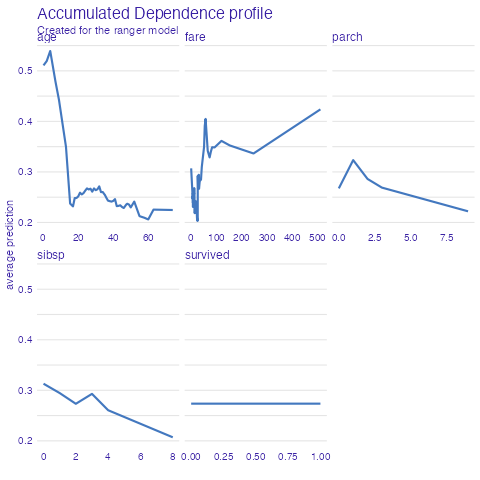 Accumulated Dependence profile
Created for the ranger model
age
fare
parch
0.5
0.4
0.3
0.2
0 20 40 60
0 100 200 300 400 500
0.0 2.5 5.0 7.5
average prediction
sibsp
survived
0.5
0.4
0.3
0.2
0 2 4 6 8
0.00 0.25 0.50 0.75 1.00